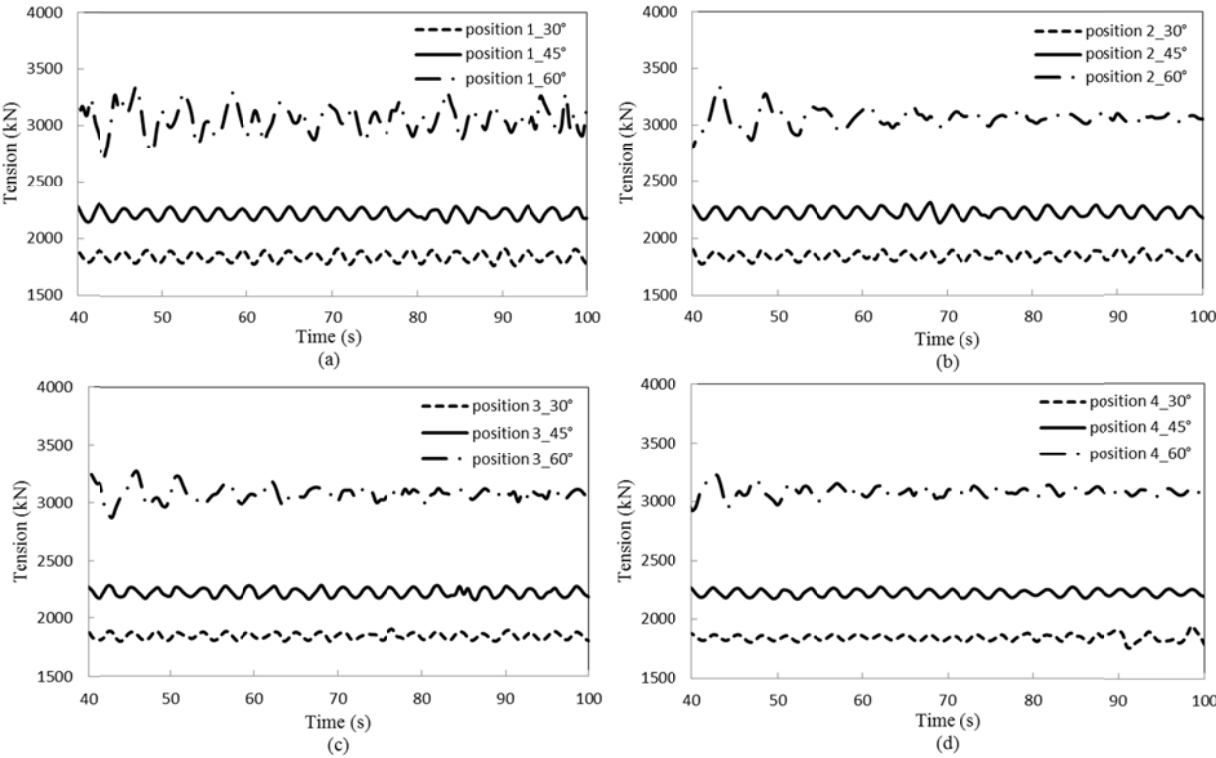 4000
3500
3000
2500
2000
1500
Tension (kN)
position 1_30°
position 1_45°
position 1_60°
40 50 60 70 80 90 100
Time (s)
(a)
4000
3500
3000
2500
2000
1500
Tension (kN)
position 2_30°
position 2_45°
position 2_60°
40 50 60 70 80 90 100
Time (s)
(b)
4000
3500
3000
2500
2000
1500
Tension (kN)
position 3_30°
position 3_45°
position 3_60°
40 50 60 70 80 90 100
Time (s)
(c)
4000
3500
3000
2500
2000
1500
Tension (kN)
position 4_30°
position 4_45°
position 4_60°
40 50 60 70 80 90 100
Time (s)
(d)